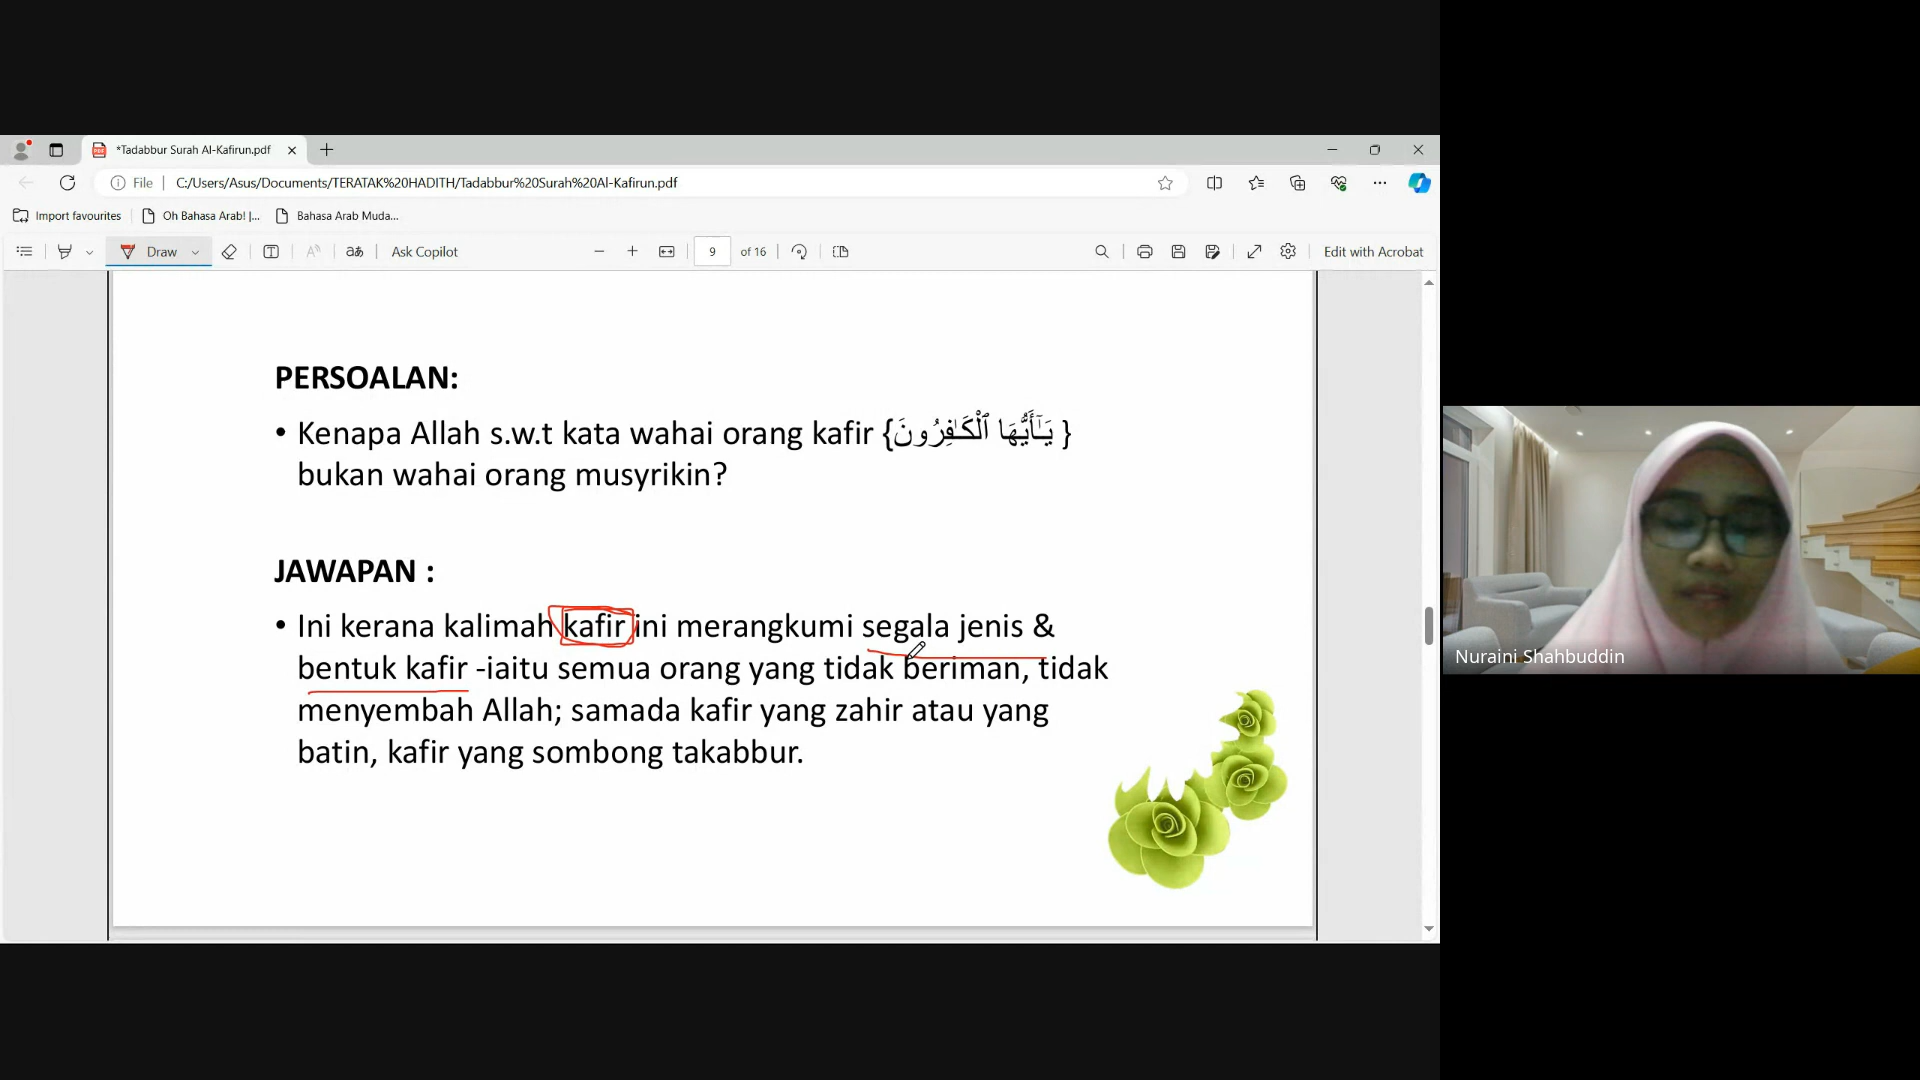 *Tadabbur Surah Al-Kafirun.pdf
File C:/Users/Asus/Documents/TERATAK%20HADITH/Tadabbur%20Surah%20Al-Kafirun.pdf
Import favourites Oh Bahasa Arab! |... Bahasa Arab Muda...
Draw aあ Ask Copilot 9 of 16 Edit with Acrobat
PERSOALAN:
• Kenapa Allah s.w.t kata wahai orang kafir {يَـٰٓأَيُّهَا ٱلْكَـٰفِرُونَ }
bukan wahai orang musyrikin?
JAWAPAN :
• Ini kerana kalimah kafir ini merangkumi segala jenis &
bentuk kafir -iaitu semua orang yang tidak beriman, tidak
menyembah Allah; samada kafir yang zahir atau yang
batin, kafir yang sombong takabbur.
Nuraini Shahbuddin